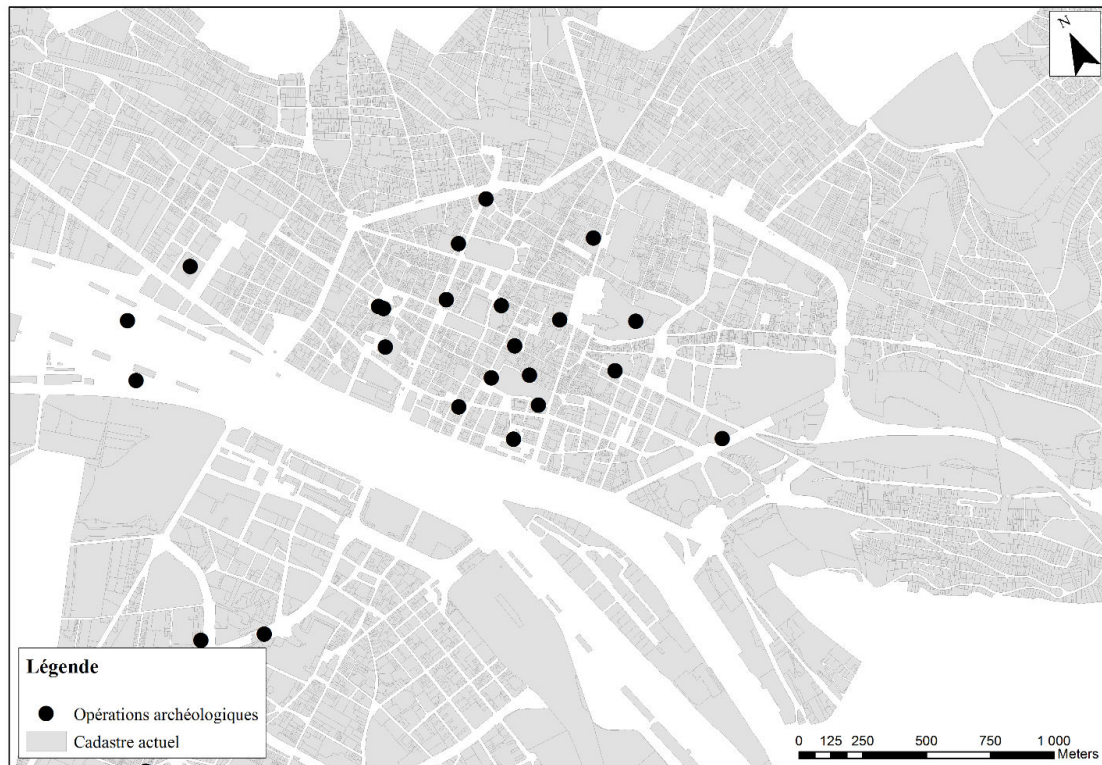 N
Légende
Opérations archéologiques
Cadastre actuel
0 125 250 500 750 1 000
Meters